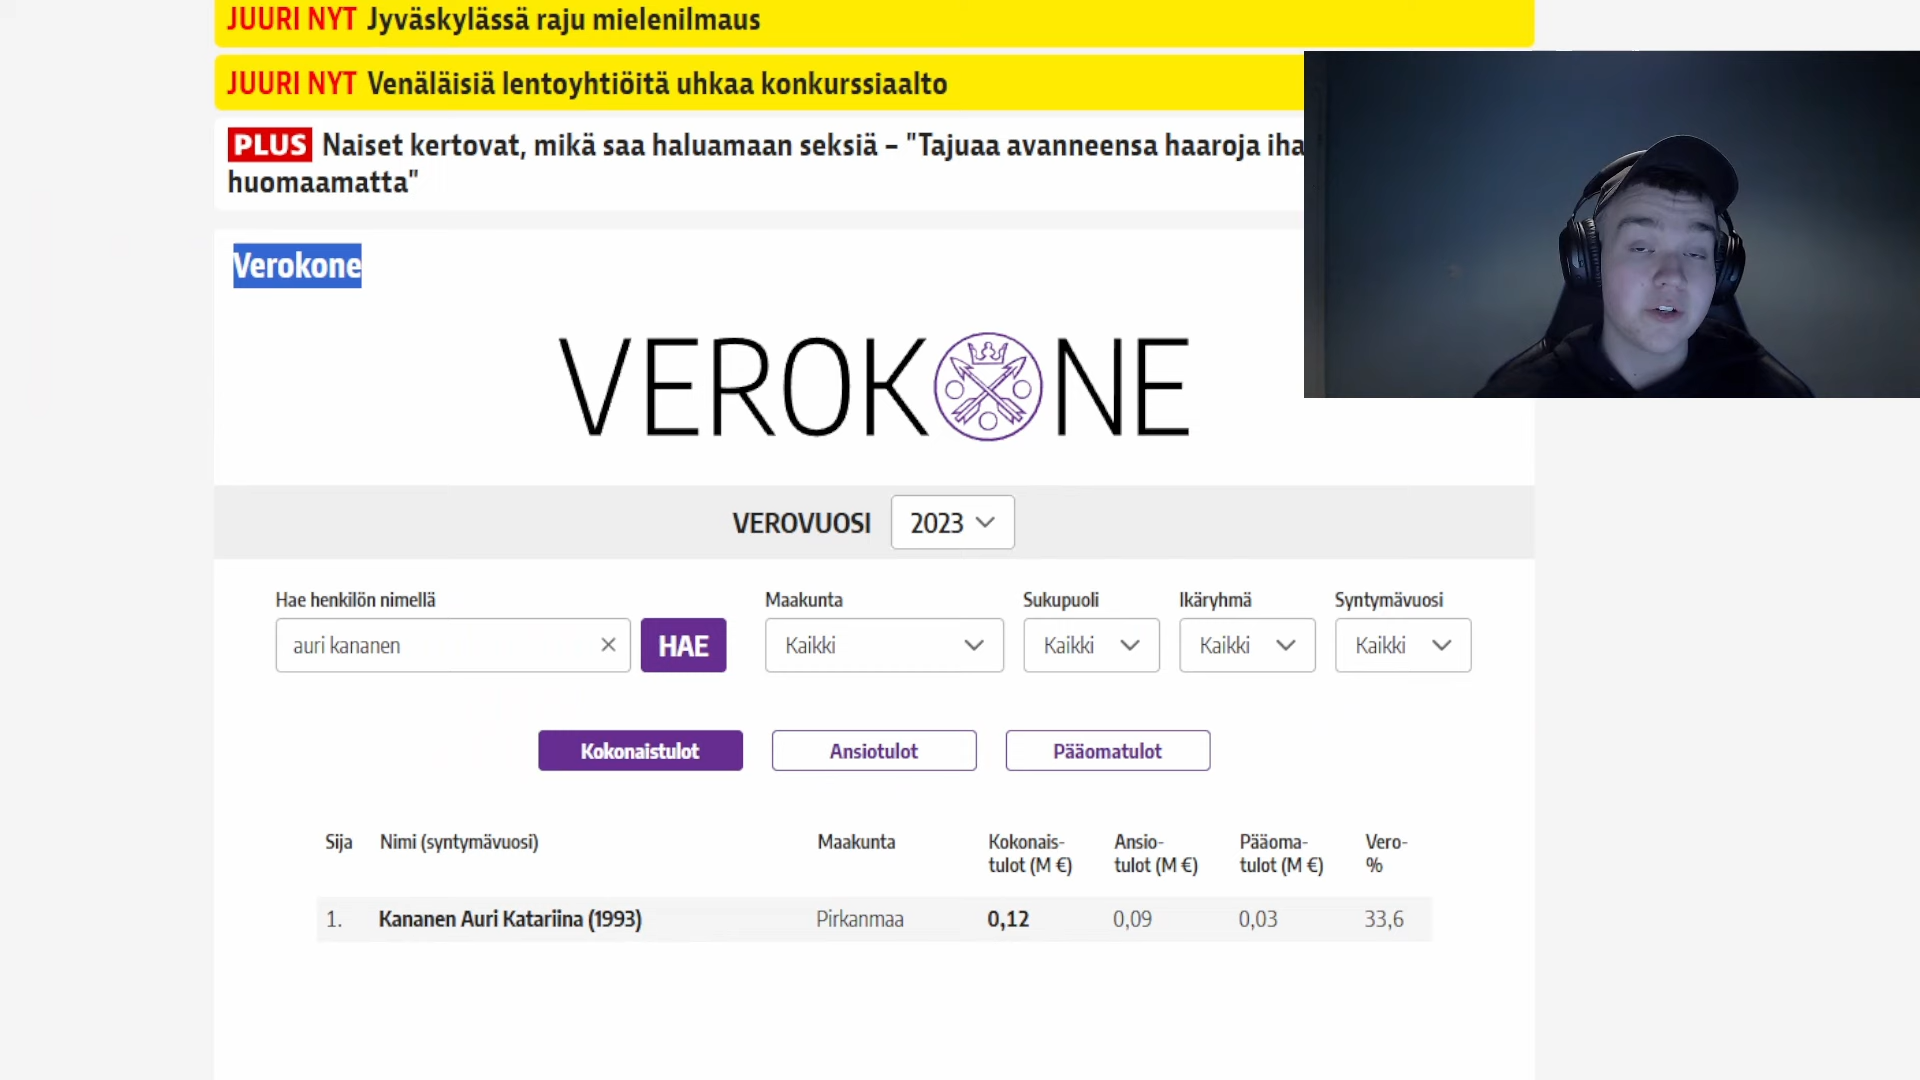 JUURI NYT Jyväskylässä raju mielenilmaus
JUURI NYT Venäläisiä lentoyhtiöitä uhkaa konkurssiaalto
PLUS Naiset kertovat, mikä saa haluamaan seksiä – "Tajuaa avanneensa haaroja iha
huomaamatta"
Verokone
VEROKONE
VEROVUOSI 2023
Hae henkilön nimellä Maakunta Sukupuoli Ikäryhmä Syntymävuosi
auri kananen HAE Kaikki Kaikki Kaikki Kaikki
Kokonaistulot Ansiotulot Pääomatulot
Sija Nimi (syntymävuosi) Maakunta Kokonais- Ansio- Pääoma- Vero-
tulot (M €) tulot (M €) tulot (M €) %
1. Kananen Auri Katariina (1993) Pirkanmaa 0,12 0,09 0,03 33,6